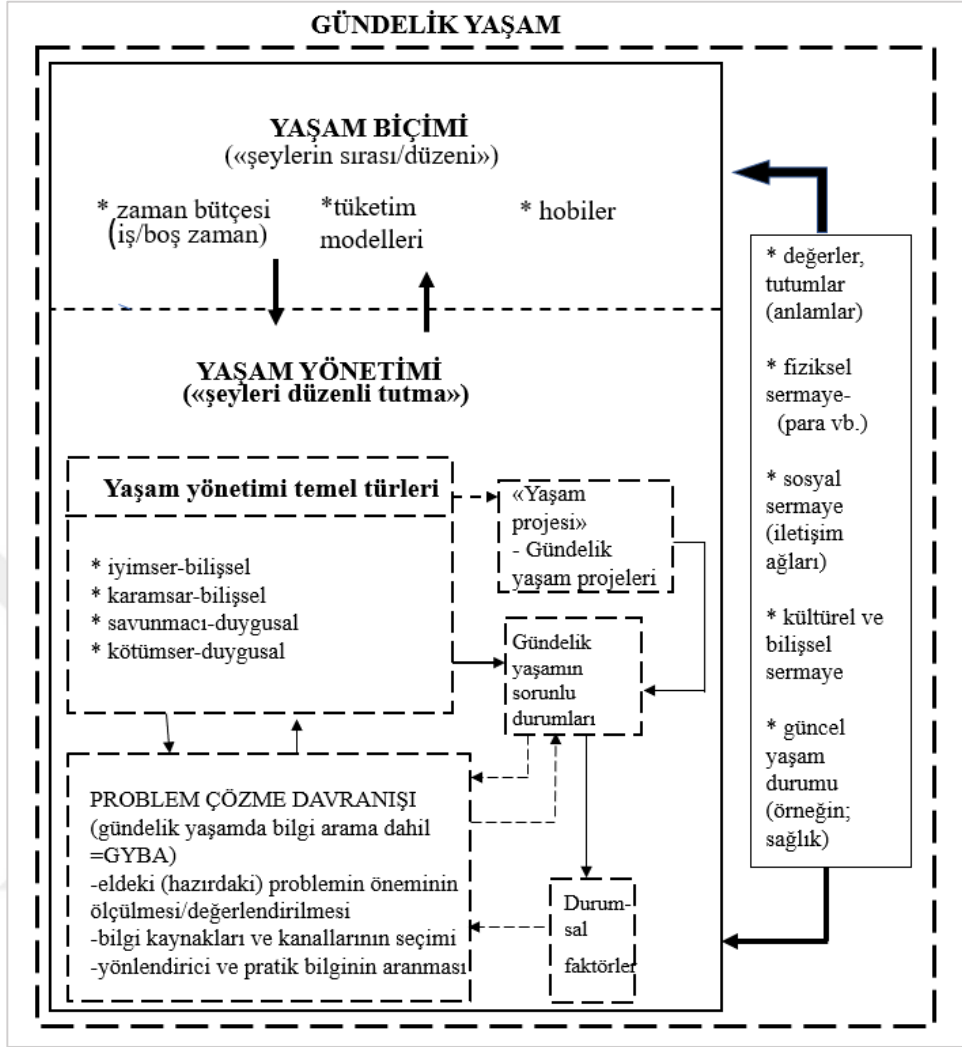 GÜNDELİK YAŞAM
YAŞAM BİÇİMİ
(«şeylerin sırası/düzeni»)
* zaman bütçesi
(iş/boş zaman)
*tüketim
modelleri
* hobiler
YAŞAM YÖNETİMİ
(«şeyleri düzenli tutma»)
Yaşam yönetimi temel türleri
* iyimser-bilişsel
* karamsar-bilişsel
* savunmacı-duygusal
* kötümser-duygusal
«Yaşam
projesi»
- Gündelik
yaşam projeleri
Gündelik
yaşamın
sorunlu
durumları
PROBLEM ÇÖZME DAVRANIŞI
(gündelik yaşamda bilgi arama dahil
=GYBA)
-eldeki (hazırdaki) problemin öneminin
ölçülmesi/değerlendirilmesi
-bilgi kaynakları ve kanallarının seçimi
-yönlendirici ve pratik bilginin aranması
Durum-
sal
faktörler
* değerler,
tutumlar
(anlamlar)
* fiziksel
sermaye-
(para vb.)
* sosyal
sermaye
(iletişim
ağları)
* kültürel ve
bilişsel
sermaye
* güncel
yaşam
durumu
(örneğin;
sağlık)